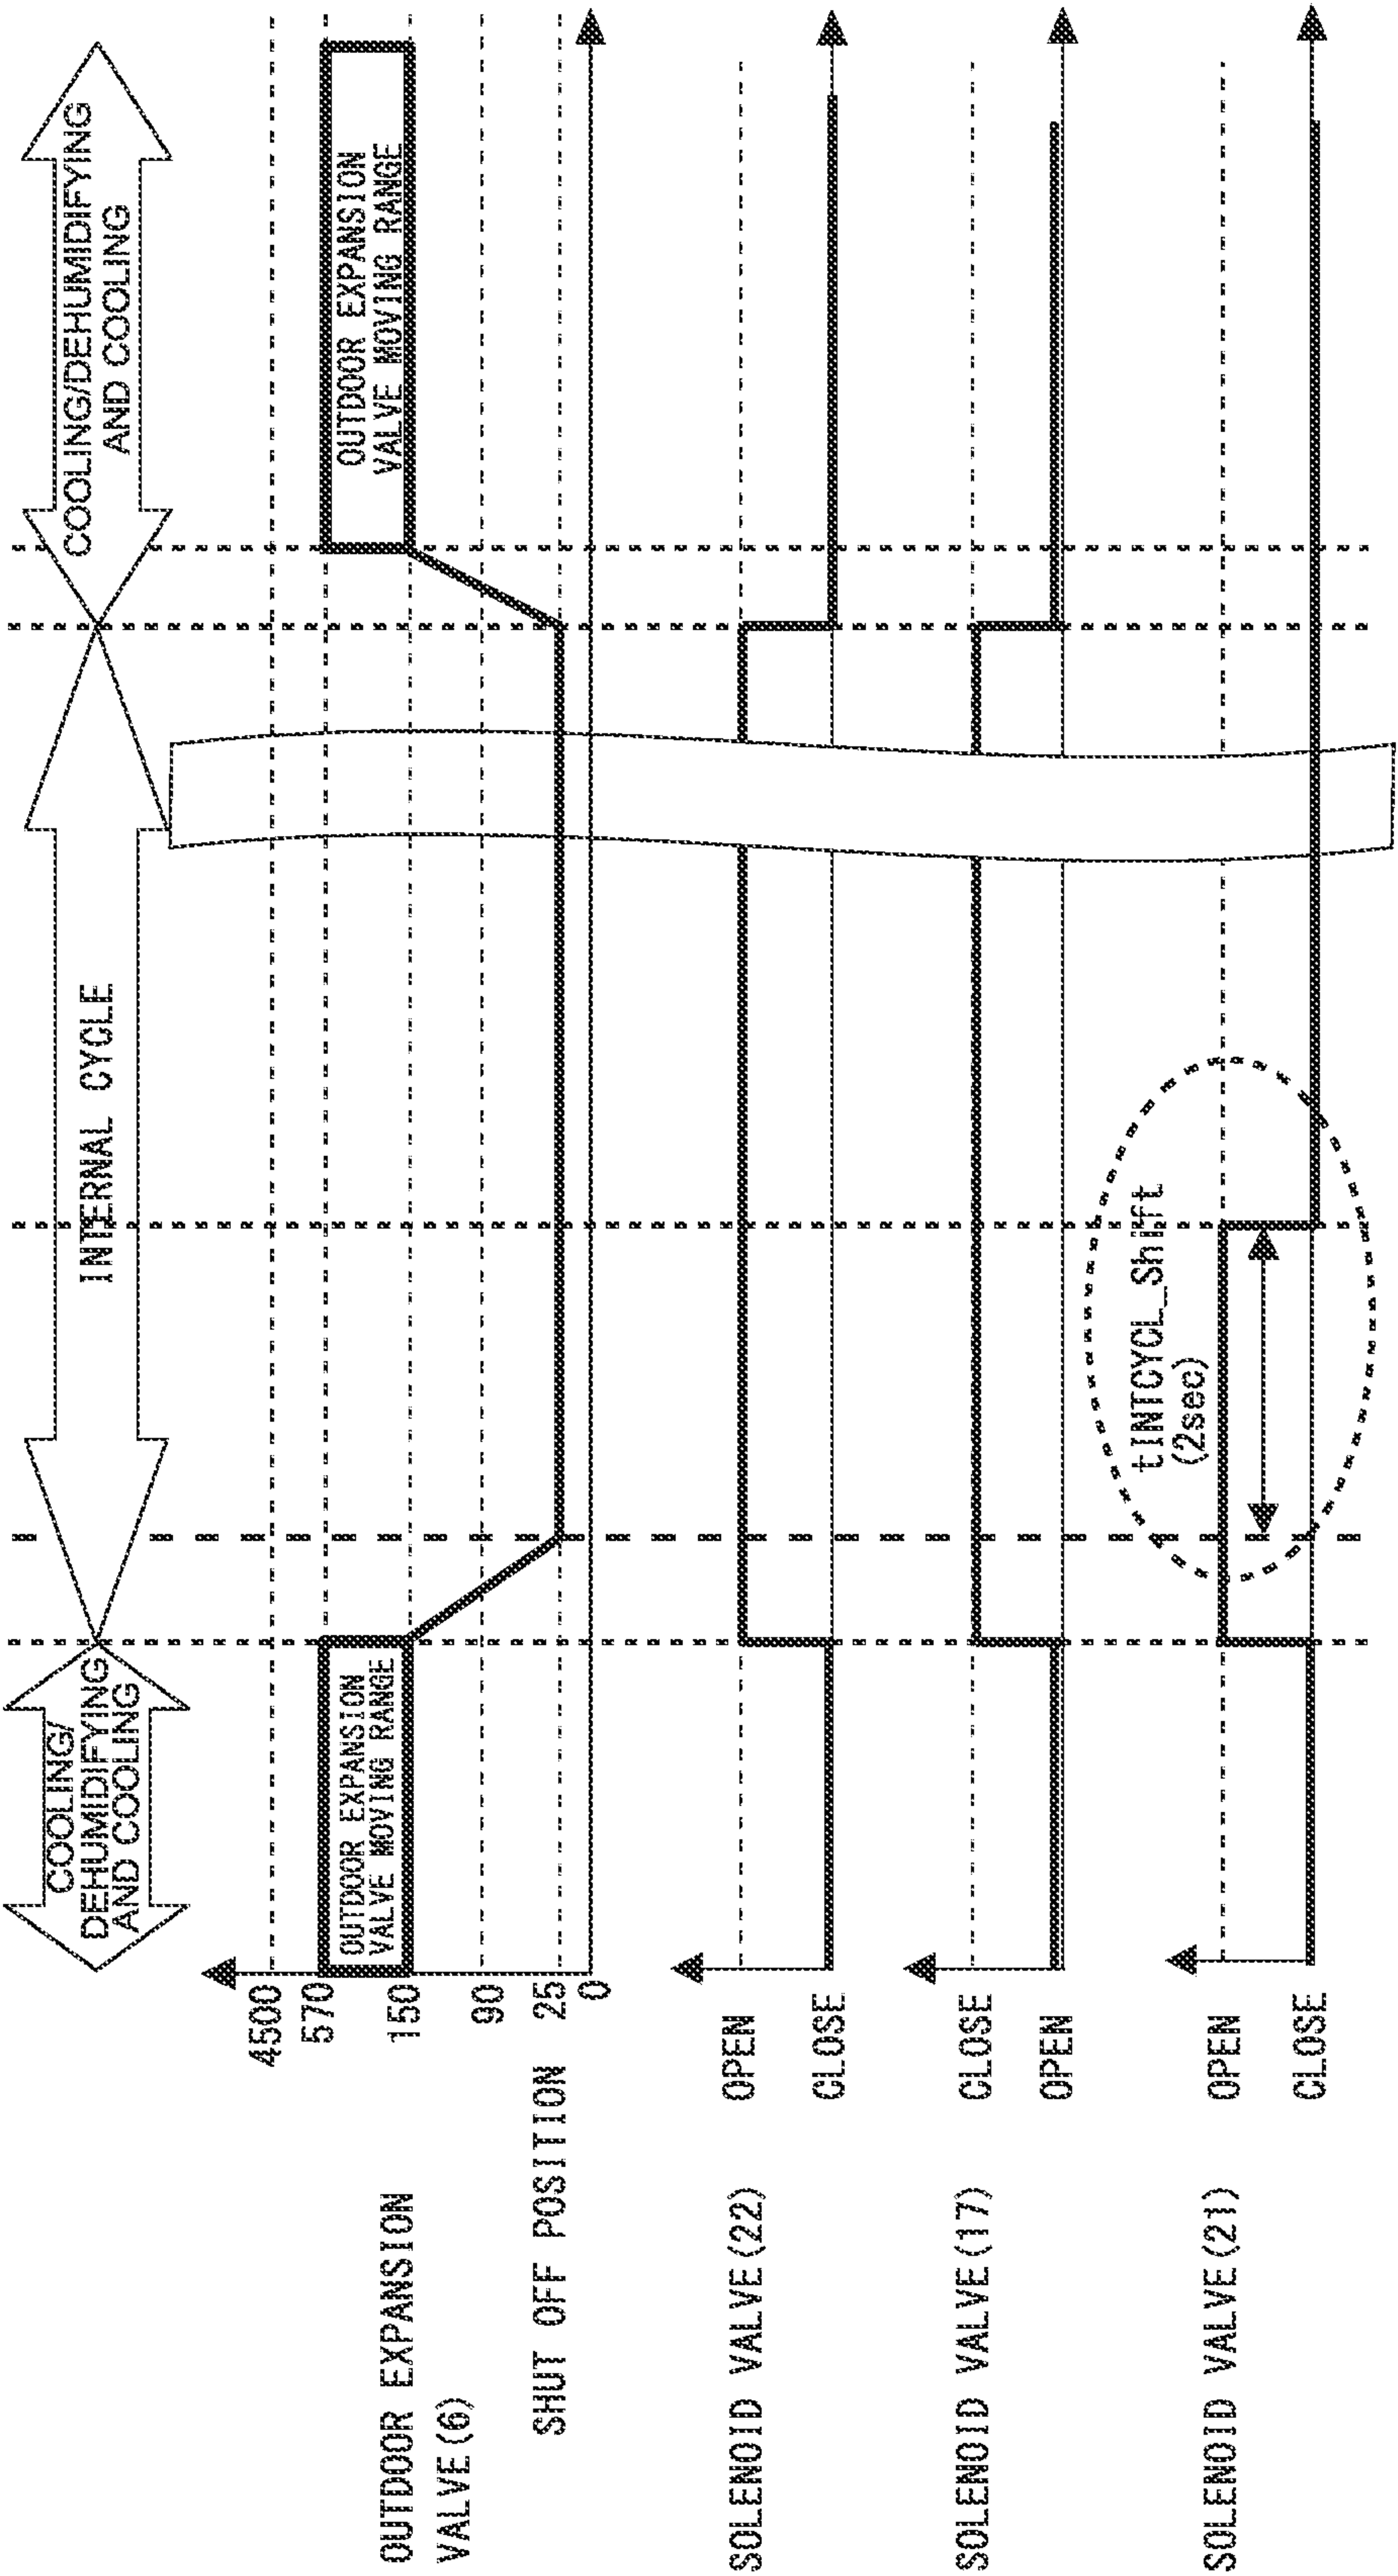 COOLING/
DEHUMIDIFYING
AND COOLING
INTERNAL CYCLE
COOLING/DEHUMIDIFYING
AND COOLING
4500
570
150
90
25
0
OUTDOOR EXPANSION
VALVE(6)
SHUT OFF POSITION
OUTDOOR EXPANSION
VALVE MOVING RANGE
OUTDOOR EXPANSION
VALVE MOVING RANGE
SOLENOID VALVE(22)
OPEN
CLOSE
SOLENOID VALVE(17)
CLOSE
OPEN
SOLENOID VALVE(21)
OPEN
CLOSE
tINTCYCL_Shift
(2sec)